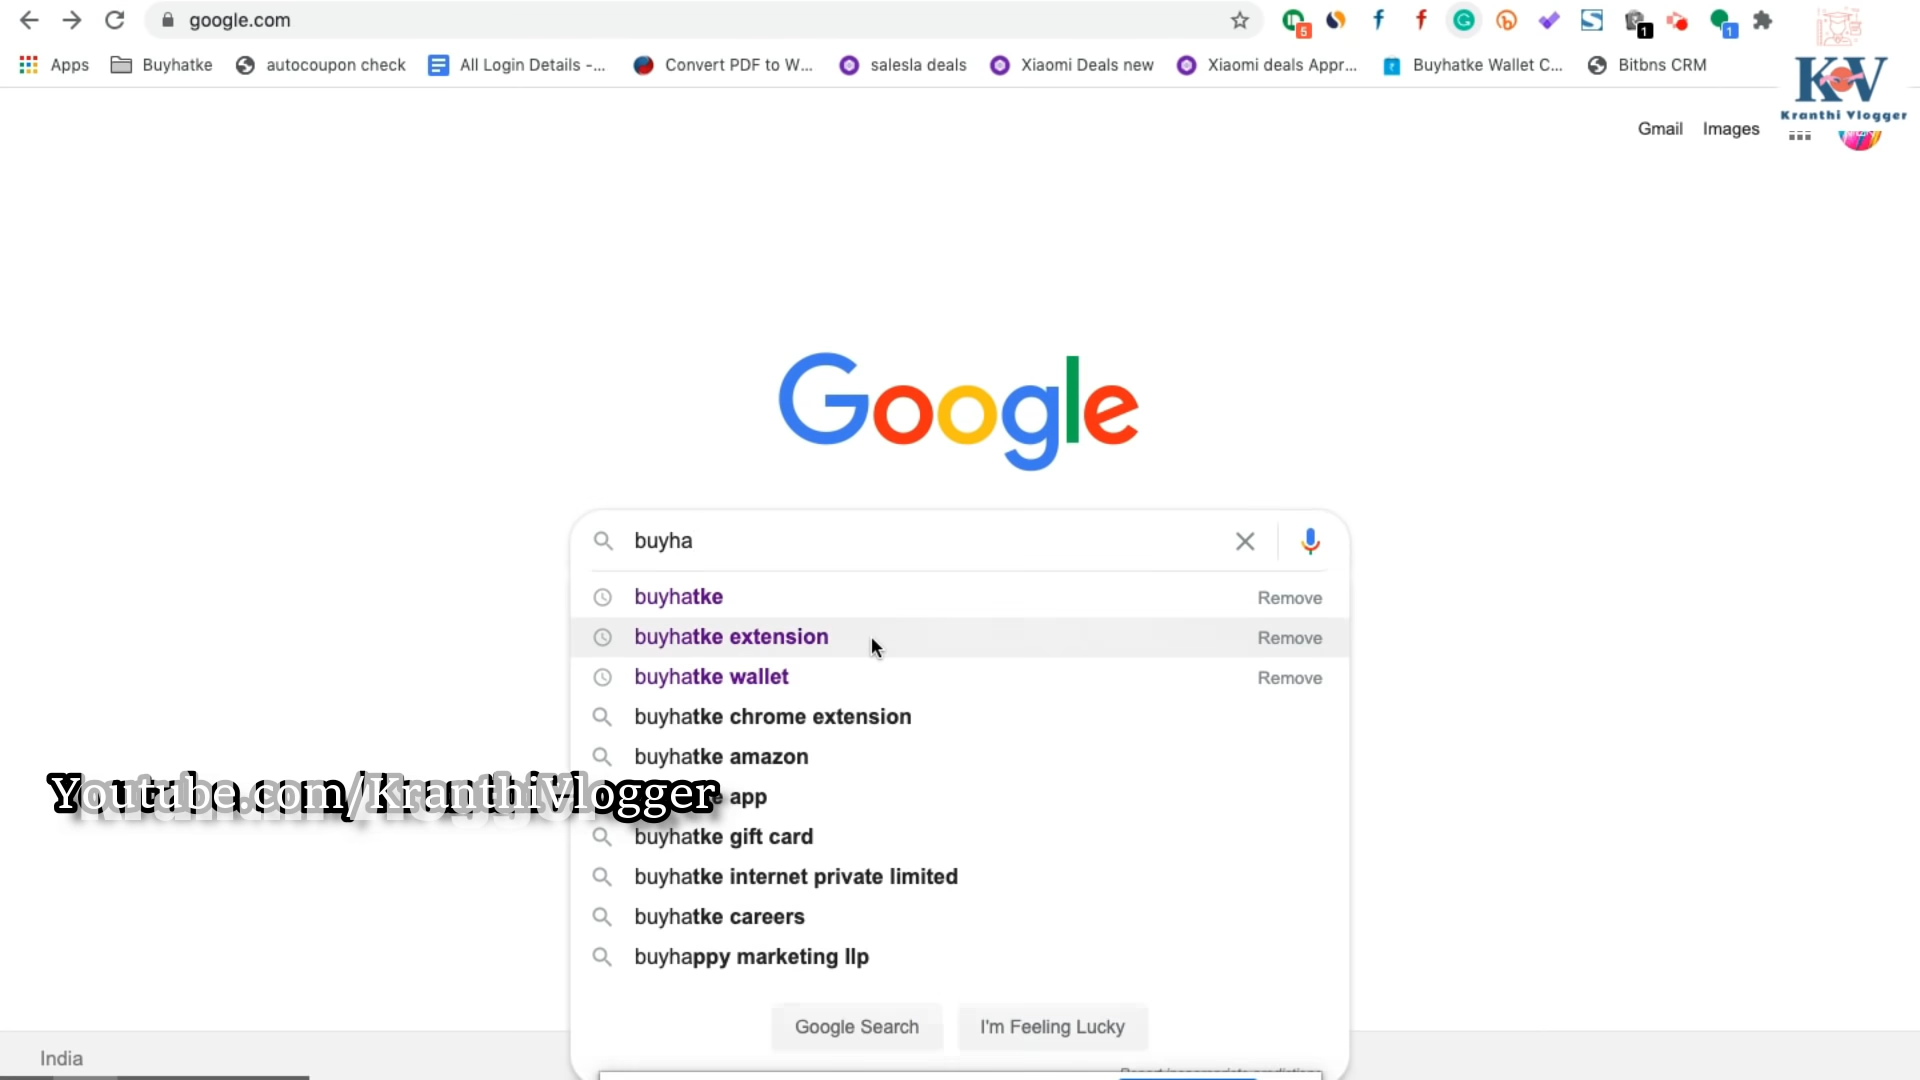 google.com
5
1
1
Apps
Buyhatke
autocoupon check
All Login Details -...
Convert PDF to W...
salesla deals
Xiaomi Deals new
Xiaomi deals Appr...
Buyhatke Wallet C...
Bitbns CRM
KV
Kranthi Vlogger
Gmail
Images
Google
buyha
buyhatke
Remove
buyhatke extension
Remove
buyhatke wallet
Remove
buyhatke chrome extension
buyhatke amazon
Youtube.com/KranthiVlogger
app
buyhatke gift card
buyhatke internet private limited
buyhatke careers
buyhappy marketing llp
Google Search
I'm Feeling Lucky
India